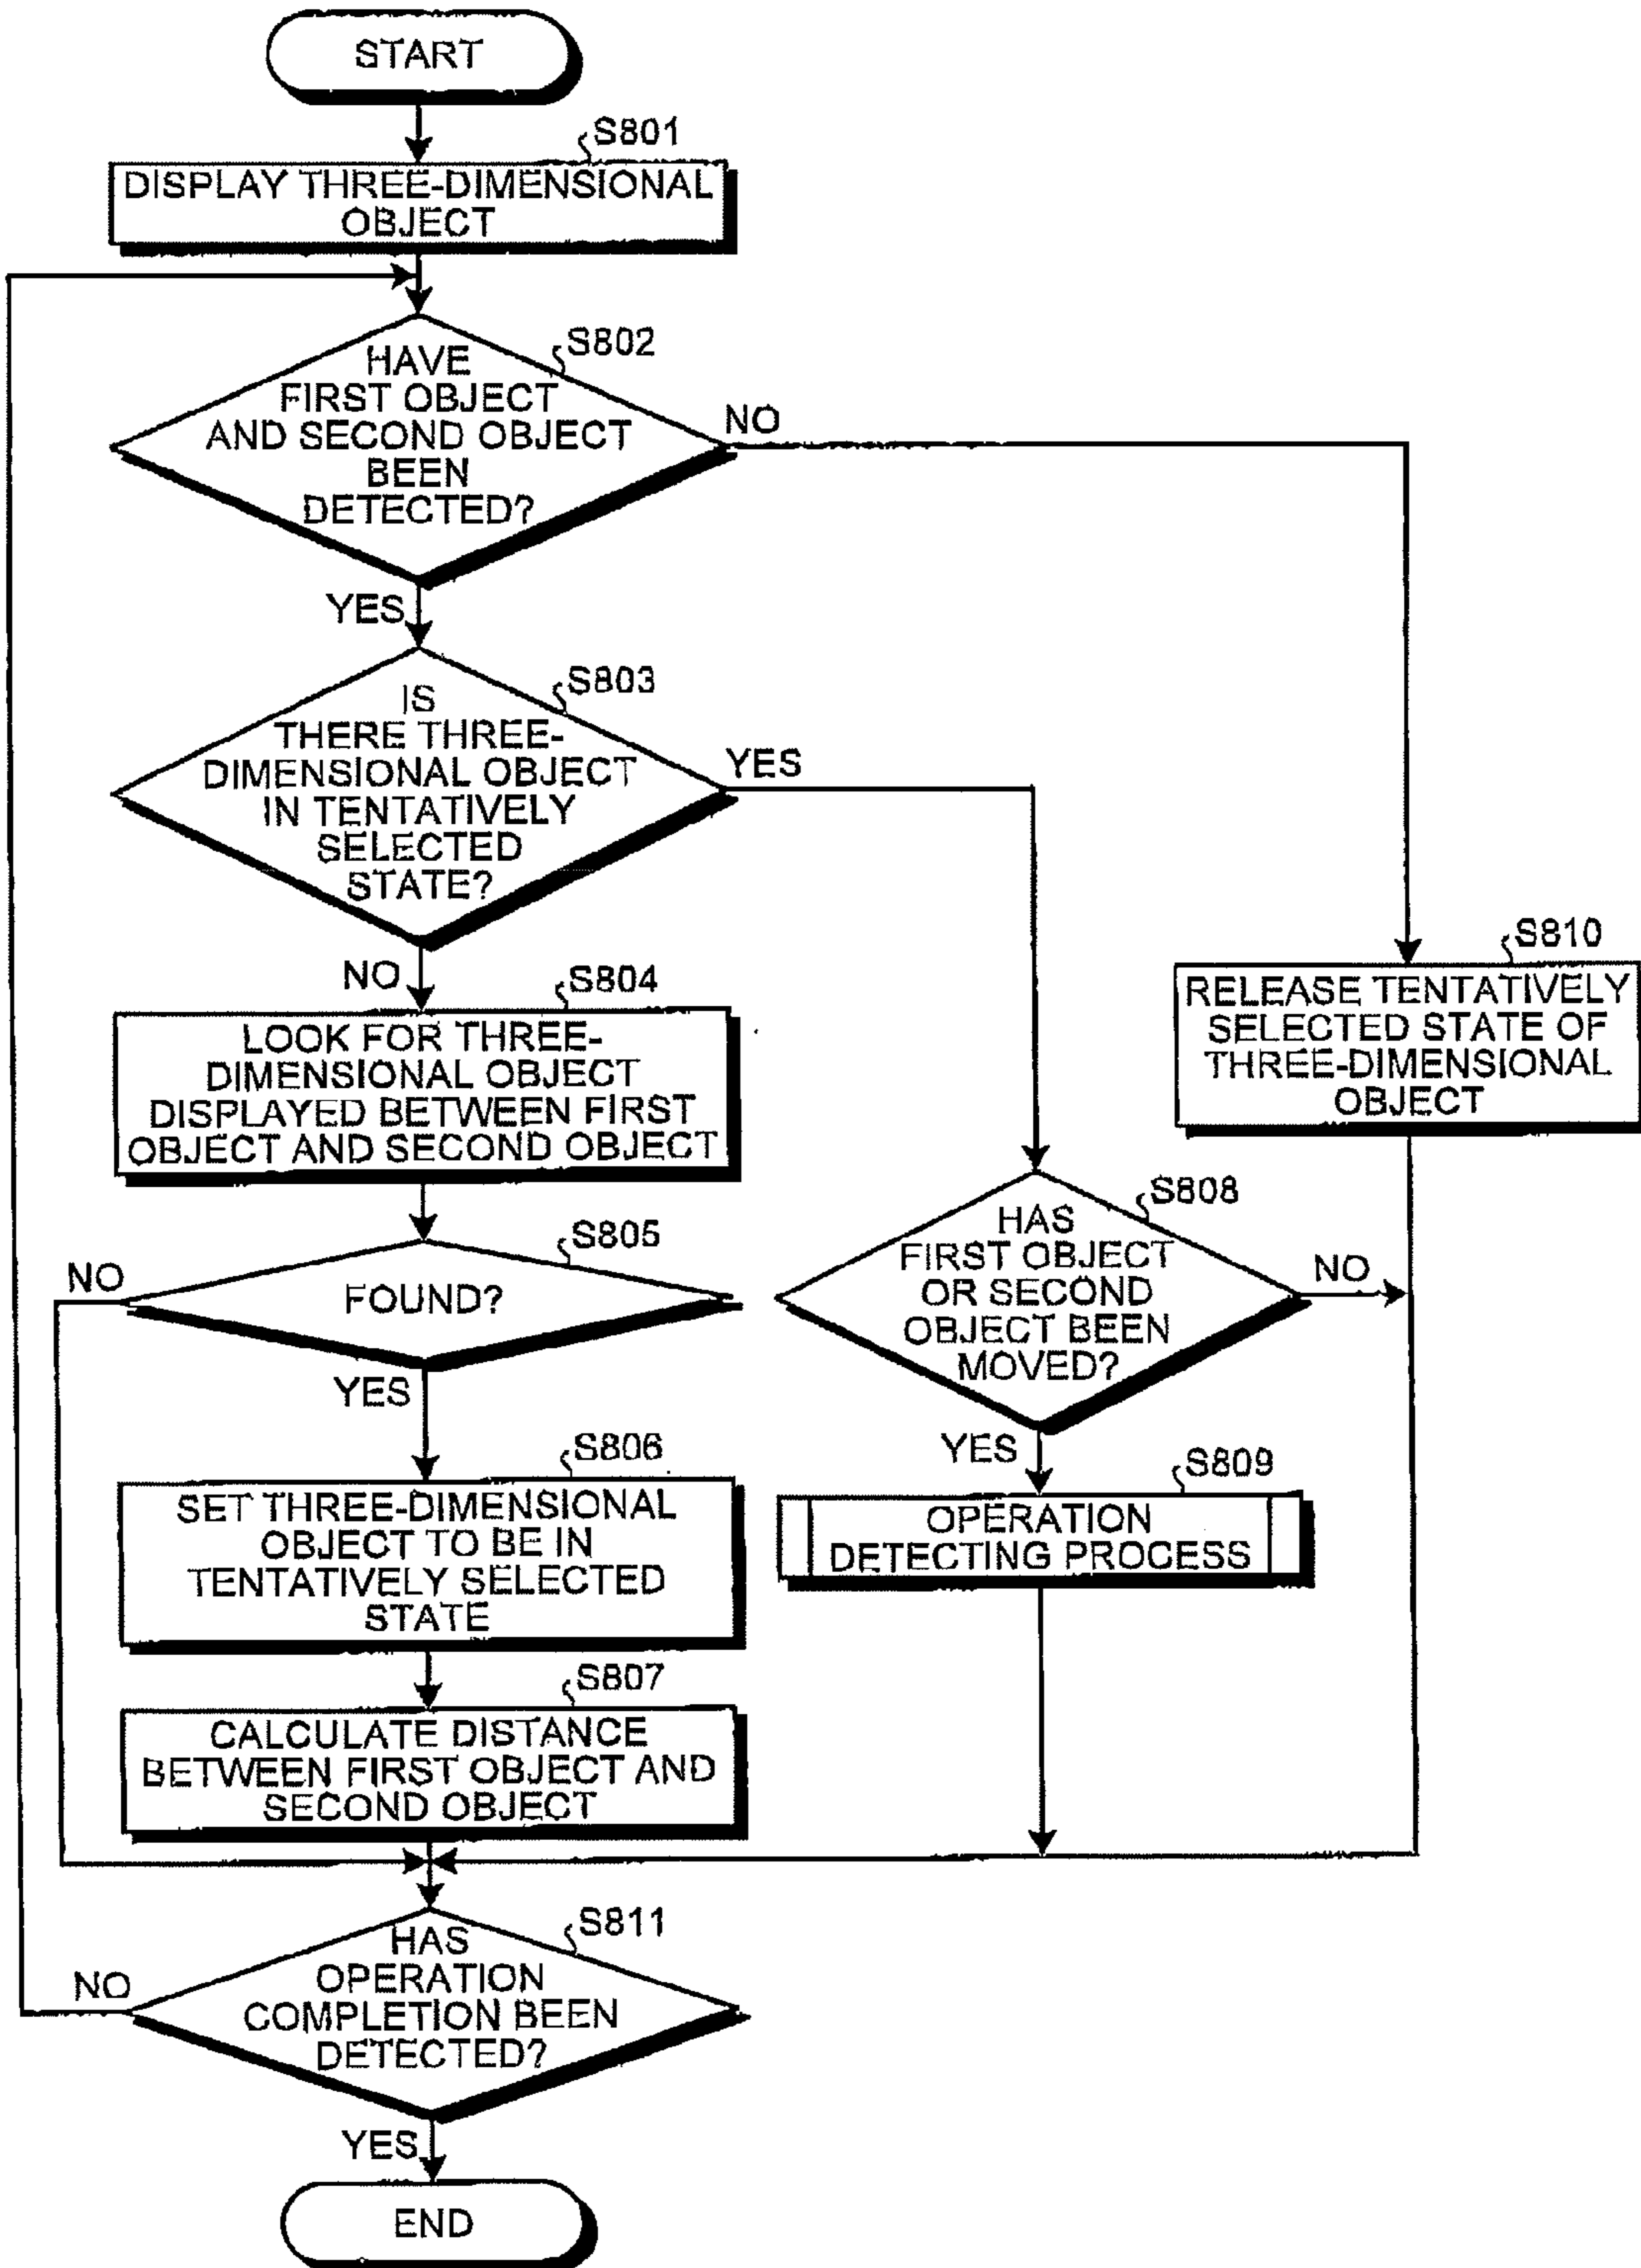 START
S801
DISPLAY THREE-DIMENSIONAL
OBJECT
S802
HAVE
FIRST OBJECT
AND SECOND OBJECT
BEEN
DETECTED?
NO
YES
S803
IS
THERE THREE-
DIMENSIONAL OBJECT
IN TENTATIVELY
SELECTED
STATE?
YES
NO
S804
LOOK FOR THREE-
DIMENSIONAL OBJECT
DISPLAYED BETWEEN FIRST
OBJECT AND SECOND OBJECT
S810
RELEASE TENTATIVELY
SELECTED STATE OF
THREE-DIMENSIONAL
OBJECT
S805
FOUND?
NO
YES
S808
HAS
FIRST OBJECT
OR SECOND
OBJECT BEEN
MOVED?
NO
YES
S806
SET THREE-DIMENSIONAL
OBJECT TO BE IN
TENTATIVELY SELECTED
STATE
S809
OPERATION
DETECTING PROCESS
S807
CALCULATE DISTANCE
BETWEEN FIRST OBJECT AND
SECOND OBJECT
S811
HAS
OPERATION
COMPLETION BEEN
DETECTED?
NO
YES
END